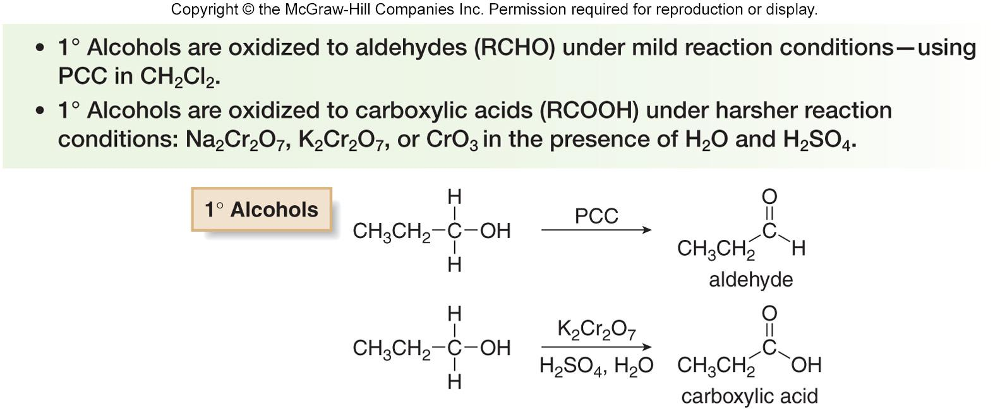 Copyright © the McGraw-Hill Companies Inc. Permission required for reproduction or display.
• 1° Alcohols are oxidized to aldehydes (RCHO) under mild reaction conditions—using
PCC in CH₂Cl₂.
• 1° Alcohols are oxidized to carboxylic acids (RCOOH) under harsher reaction
conditions: Na₂Cr₂O₇, K₂Cr₂O₇, or CrO₃ in the presence of H₂O and H₂SO₄.
1° Alcohols
H
CH₃CH₂–C–OH
H
PCC
O
C
CH₃CH₂ H
aldehyde
H
CH₃CH₂–C–OH
H
K₂Cr₂O₇
H₂SO₄, H₂O
O
C
CH₃CH₂ OH
carboxylic acid